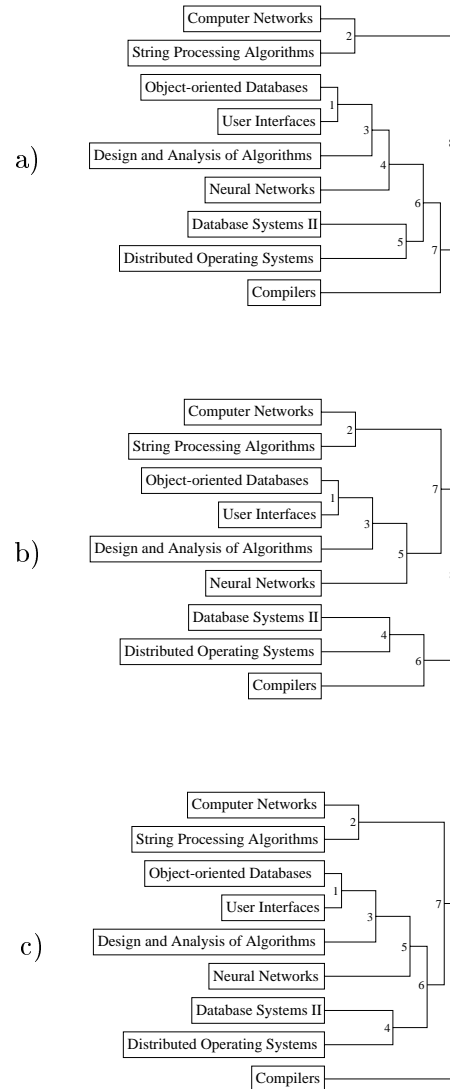 Computer Networks
2
String Processing Algorithms
Object-oriented Databases
1
User Interfaces
3
a)
Design and Analysis of Algorithms
4
Neural Networks
6
Database Systems II
5
7
Distributed Operating Systems
Compilers
Computer Networks
2
String Processing Algorithms
Object-oriented Databases
7
1
User Interfaces
3
b)
Design and Analysis of Algorithms
5
Neural Networks
Database Systems II
4
Distributed Operating Systems
6
Compilers
Computer Networks
2
String Processing Algorithms
Object-oriented Databases
1
7
User Interfaces
3
c)
Design and Analysis of Algorithms
5
Neural Networks
6
Database Systems II
4
Distributed Operating Systems
Compilers